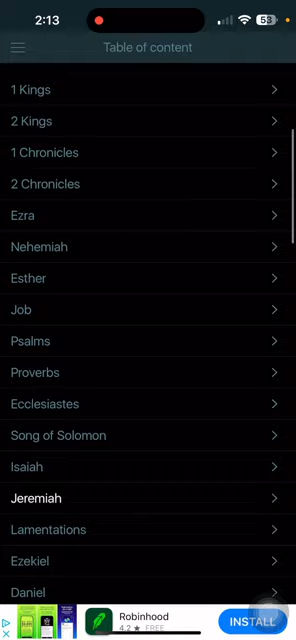 2:13
53
Table of content
1 Kings
2 Kings
1 Chronicles
2 Chronicles
Ezra
Nehemiah
Esther
Job
Psalms
Proverbs
Ecclesiastes
Song of Solomon
Isaiah
Jeremiah
Lamentations
Ezekiel
Daniel
Robinhood
4.2 ★ FREE
INSTALL